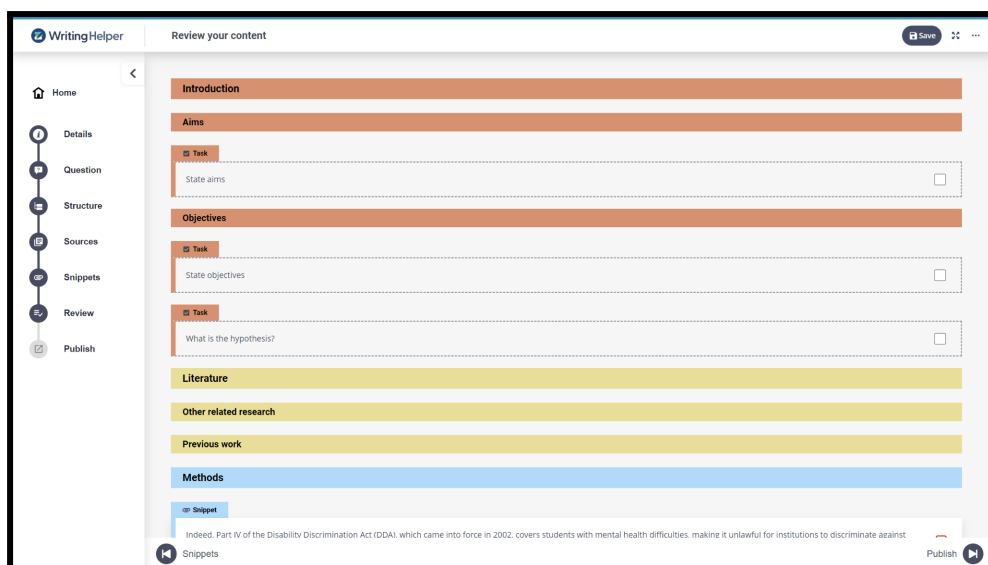 WritingHelper
Review your content
Save
Home
Details
Question
Structure
Sources
Snippets
Review
Publish
Introduction
Aims
Task
State aims
Objectives
Task
State objectives
Task
What is the hypothesis?
Literature
Other related research
Previous work
Methods
Snippet
Indeed, Part IV of the Disability Discrimination Act (DDA), which came into force in 2002, covers students with mental health difficulties, making it unlawful for institutions to discriminate against
Snippets
Publish